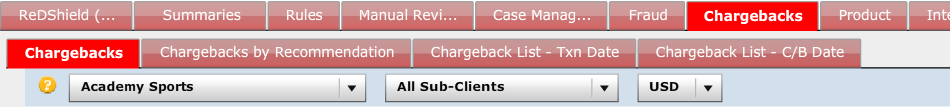 ReDShield (... Summaries Rules Manual Revi... Case Manag... Fraud Chargebacks Product Inte
Chargebacks Chargebacks by Recommendation Chargeback List - Txn Date Chargeback List - C/B Date
? Academy Sports All Sub-Clients USD